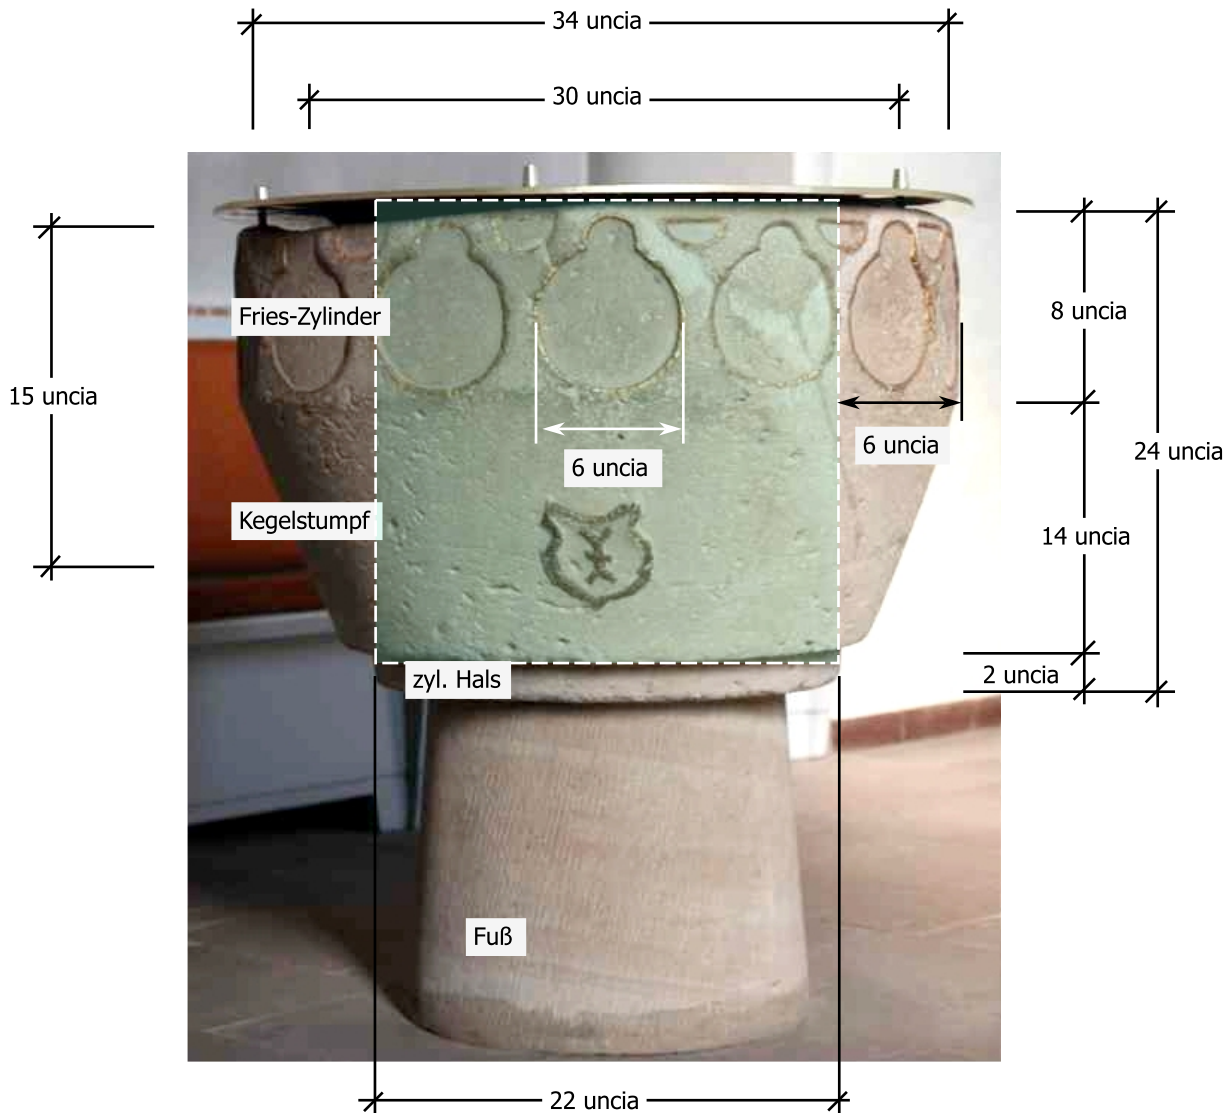 34 uncia
30 uncia
Fries-Zylinder
8 uncia
15 uncia
6 uncia
6 uncia
24 uncia
Kegelstumpf
14 uncia
zyl. Hals
2 uncia
Fuß
22 uncia